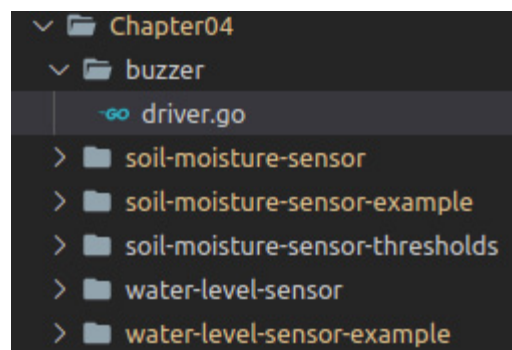 Chapter04
buzzer
GO driver.go
soil-moisture-sensor
soil-moisture-sensor-example
soil-moisture-sensor-thresholds
water-level-sensor
water-level-sensor-example